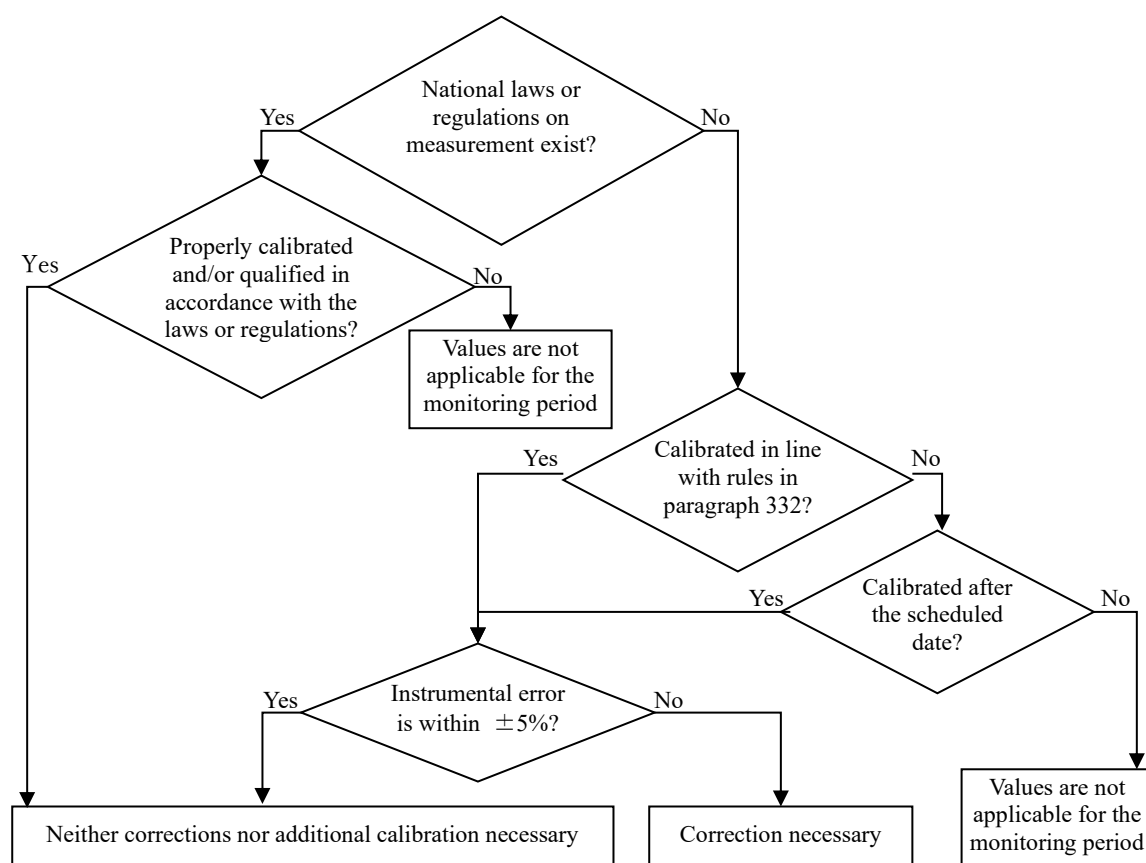 National laws or
regulations on
measurement exist?
Yes
No
Properly calibrated
and/or qualified in
accordance with the
laws or regulations?
Yes
No
Values are not
applicable for the
monitoring period
Calibrated in line
with rules in
paragraph 332?
Yes
No
Calibrated after
the scheduled
date?
Yes
No
Instrumental error
is within ±5%?
Yes
No
Neither corrections nor additional calibration necessary
Correction necessary
Values are not
applicable for the
monitoring period